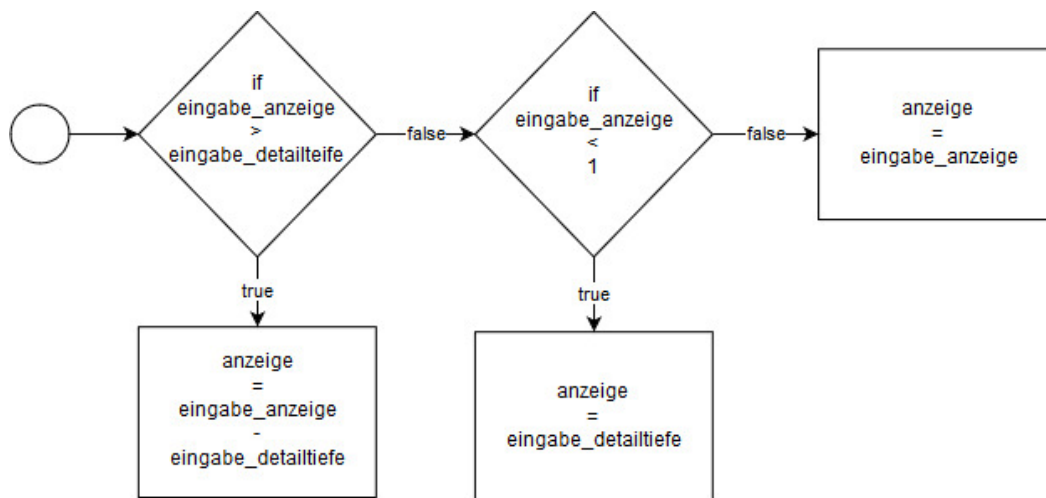 if
eingabe_anzeige
>
eingabe_detailteife
false
if
eingabe_anzeige
<
1
false
anzeige
=
eingabe_anzeige
true
anzeige
=
eingabe_anzeige
-
eingabe_detailtiefe
true
anzeige
=
eingabe_detailtiefe